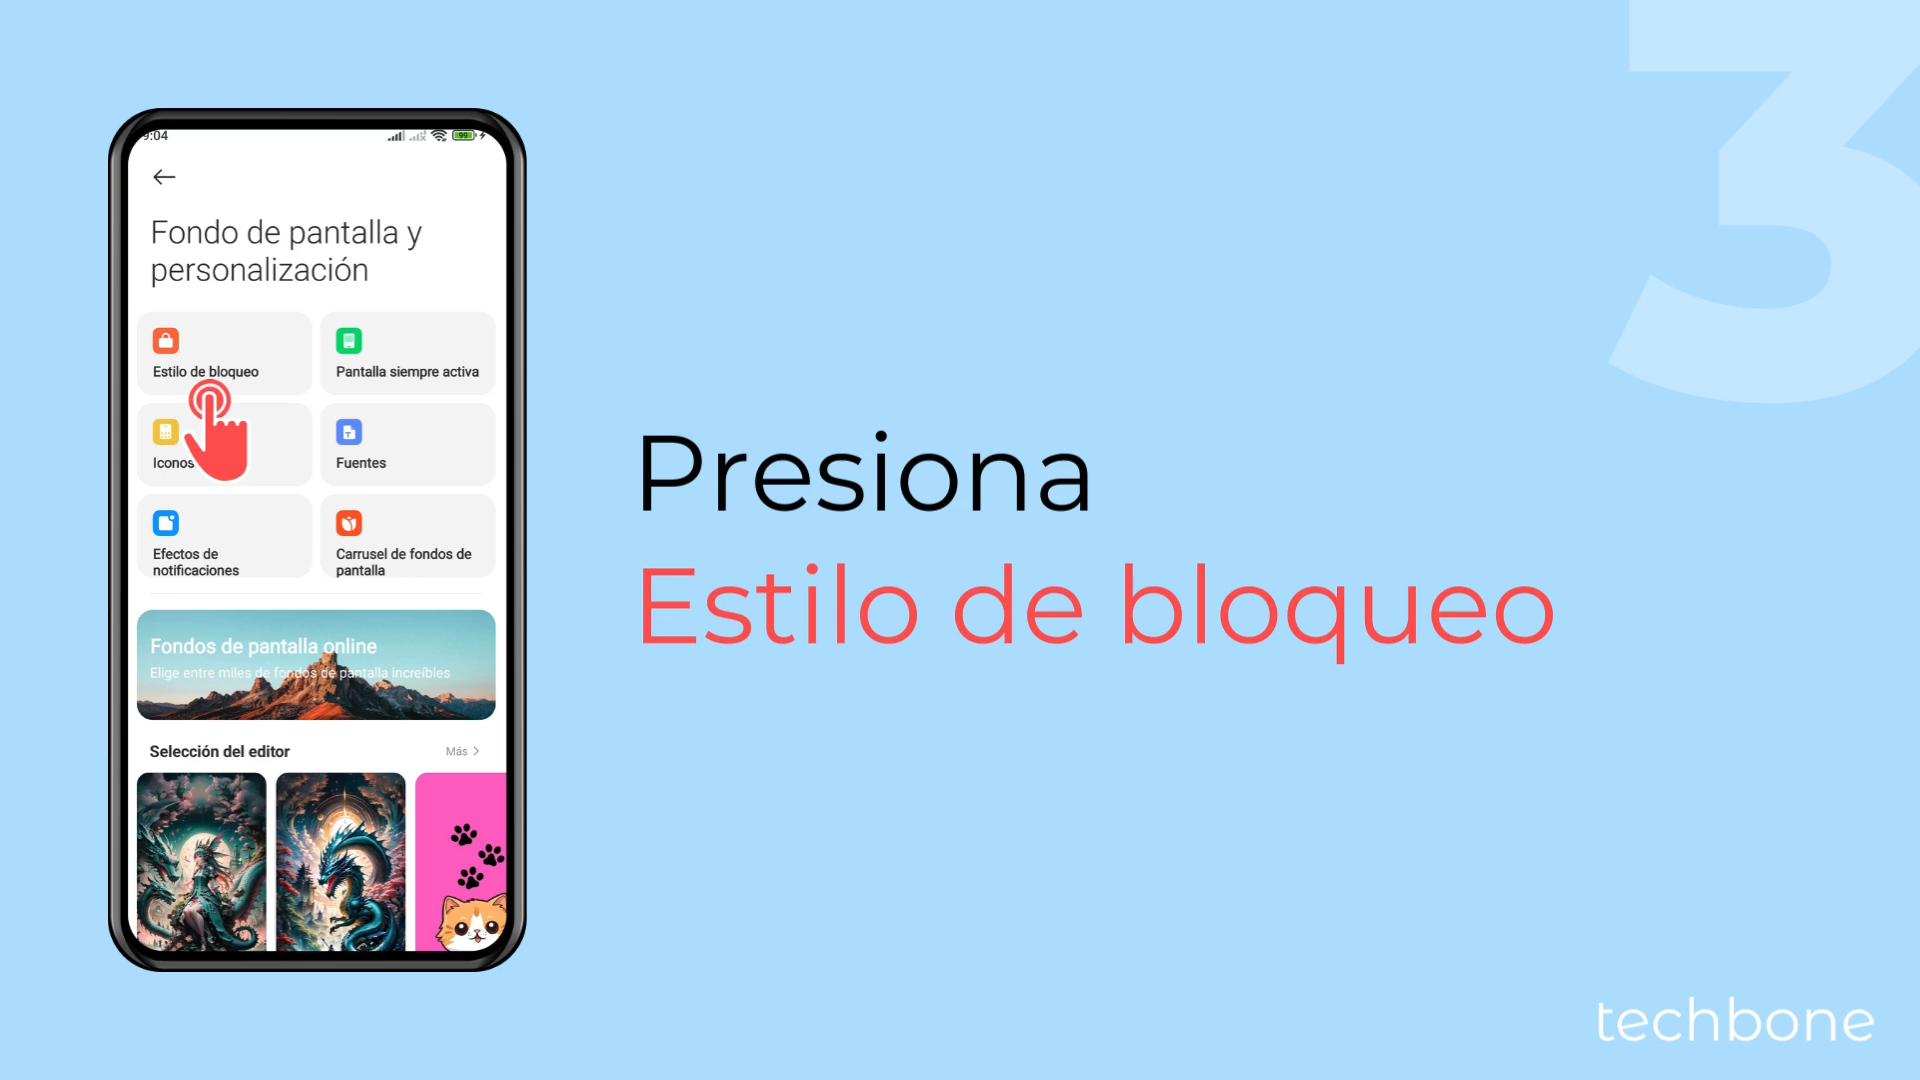 3
9:04
99
Fondo de pantalla y
personalización
Estilo de bloqueo
Pantalla siempre activa
Iconos
Fuentes
Efectos de
notificaciones
Carrusel de fondos de
pantalla
Fondos de pantalla online
Elige entre miles de fondos de pantalla increíbles
Selección del editor
Más >
Presiona
Estilo de bloqueo
techbone